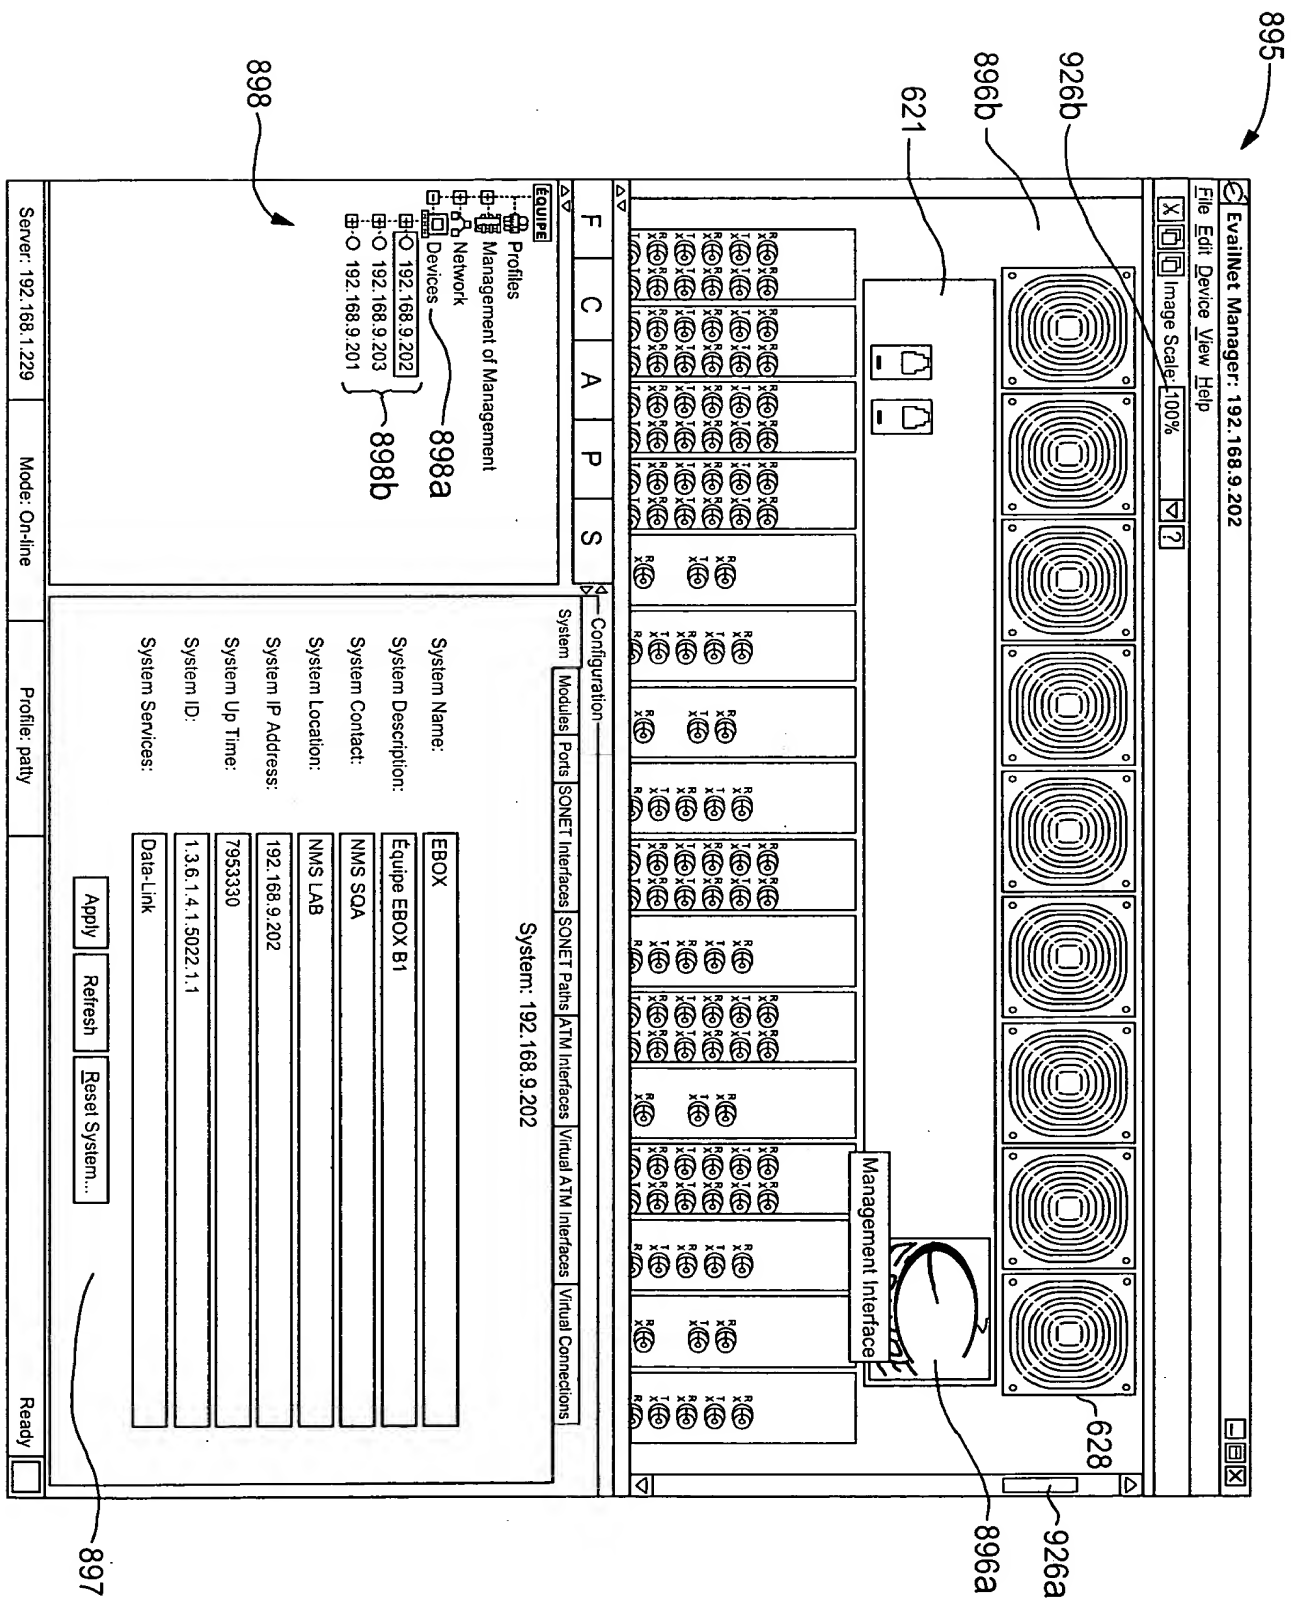 895
926b
896b
621
EvailNet Manager: 192.168.9.202
File Edit Device View Help
X Image Scale: 100% ?
628
926a
896a
Management Interface
F C A P S
ÉQUIPE
Profiles
Management of Management
Network
Devices
192.168.9.202
192.168.9.203
192.168.9.201
898
898a
898b
Configuration
System Modules Ports SONET Interfaces SONET Paths ATM Interfaces Virtual ATM Interfaces Virtual Connections
System: 192.168.9.202
System Name: EBOX
System Description: Équipe EBOX B1
System Contact: NMS SQA
System Location: NMS LAB
System IP Address: 192.168.9.202
System Up Time: 7953330
System ID: 1.3.6.1.4.1.5022.1.1
System Services: Data-Link
Apply Refresh Reset System...
897
Server: 192.168.1.229 Mode: On-line Profile: patty Ready